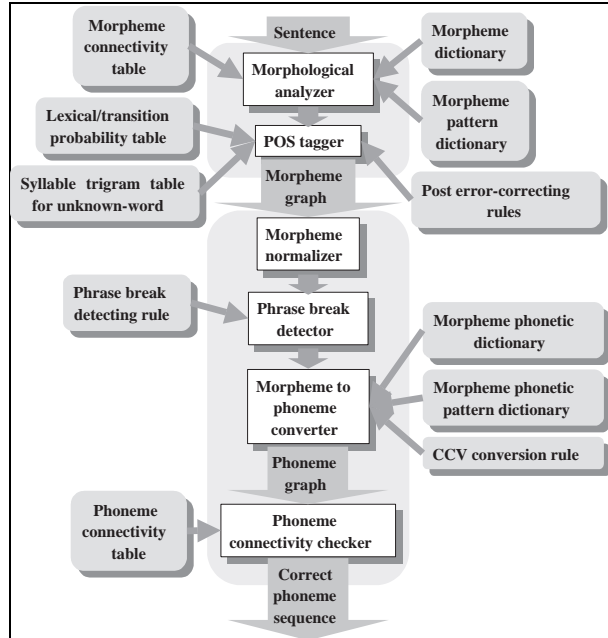 Sentence
Morpheme
connectivity
table
Morphological
analyzer
Morpheme
dictionary
Morpheme
pattern
dictionary
Lexical/transition
probability table
POS tagger
Syllable trigram table
for unknown-word
Morpheme
graph
Post error-correcting
rules
Morpheme
normalizer
Phrase break
detecting rule
Phrase break
detector
Morpheme phonetic
dictionary
Morpheme to
phoneme
converter
Morpheme phonetic
pattern dictionary
CCV conversion rule
Phoneme
graph
Phoneme
connectivity
table
Phoneme
connectivity checker
Correct
phoneme
sequence